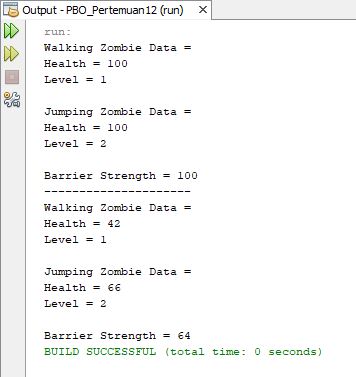 Output - PBO_Pertemuan12 (run)
run:
Walking Zombie Data =
Health = 100
Level = 1
Jumping Zombie Data =
Health = 100
Level = 2
Barrier Strength = 100
---------------------
Walking Zombie Data =
Health = 42
Level = 1
Jumping Zombie Data =
Health = 66
Level = 2
Barrier Strength = 64
BUILD SUCCESSFUL (total time: 0 seconds)